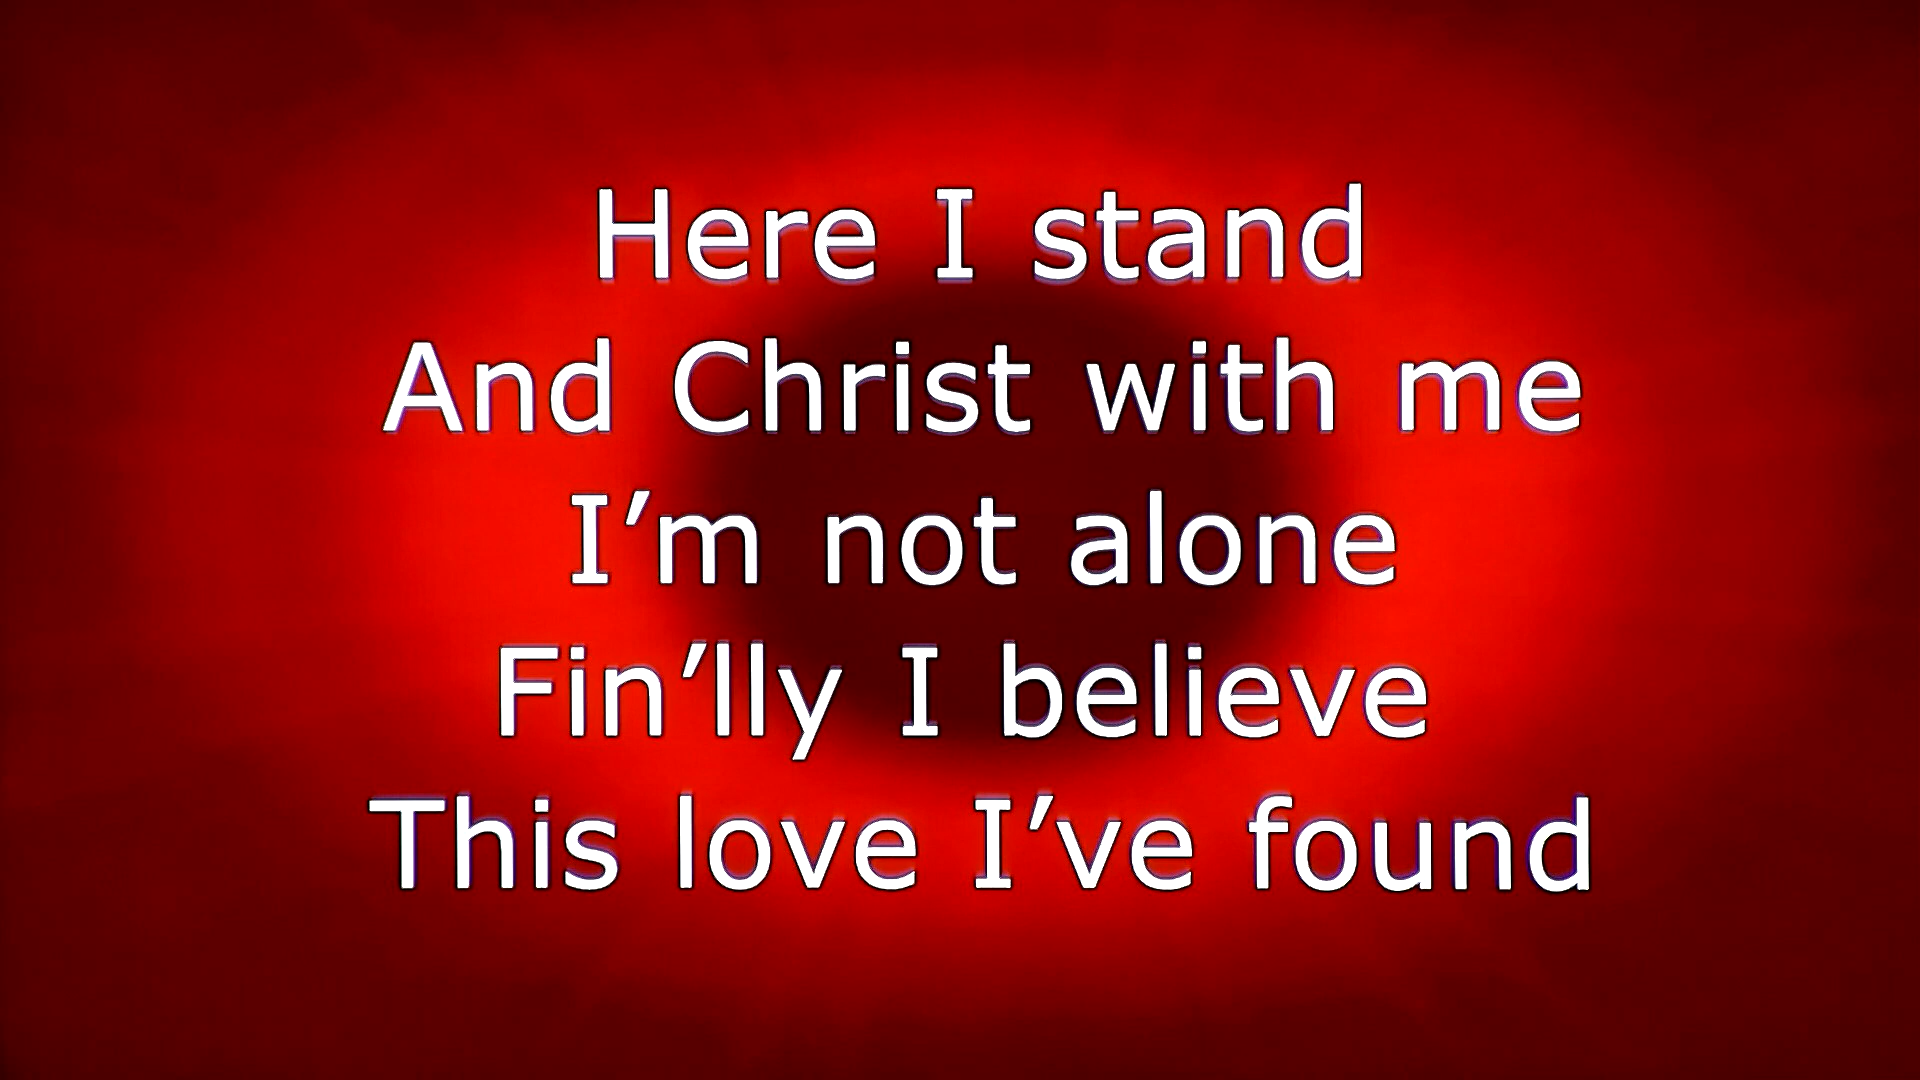 Here I stand
And Christ with me
I’m not alone
Fin’lly I believe
This love I’ve found